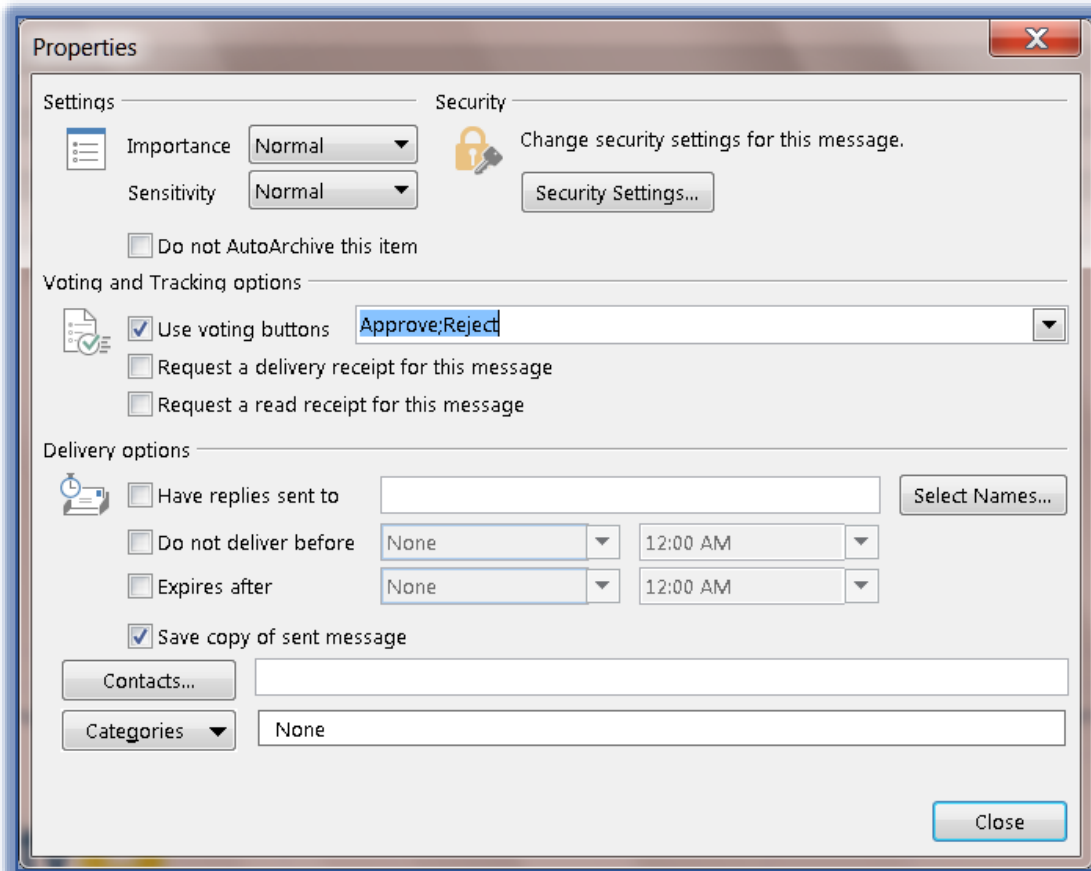 Properties
Settings
Security
Importance Normal
Change security settings for this message.
Sensitivity Normal
Security Settings...
Do not AutoArchive this item
Voting and Tracking options
Use voting buttons Approve;Reject
Request a delivery receipt for this message
Request a read receipt for this message
Delivery options
Have replies sent to Select Names...
Do not deliver before None 12:00 AM
Expires after None 12:00 AM
Save copy of sent message
Contacts...
Categories None
Close